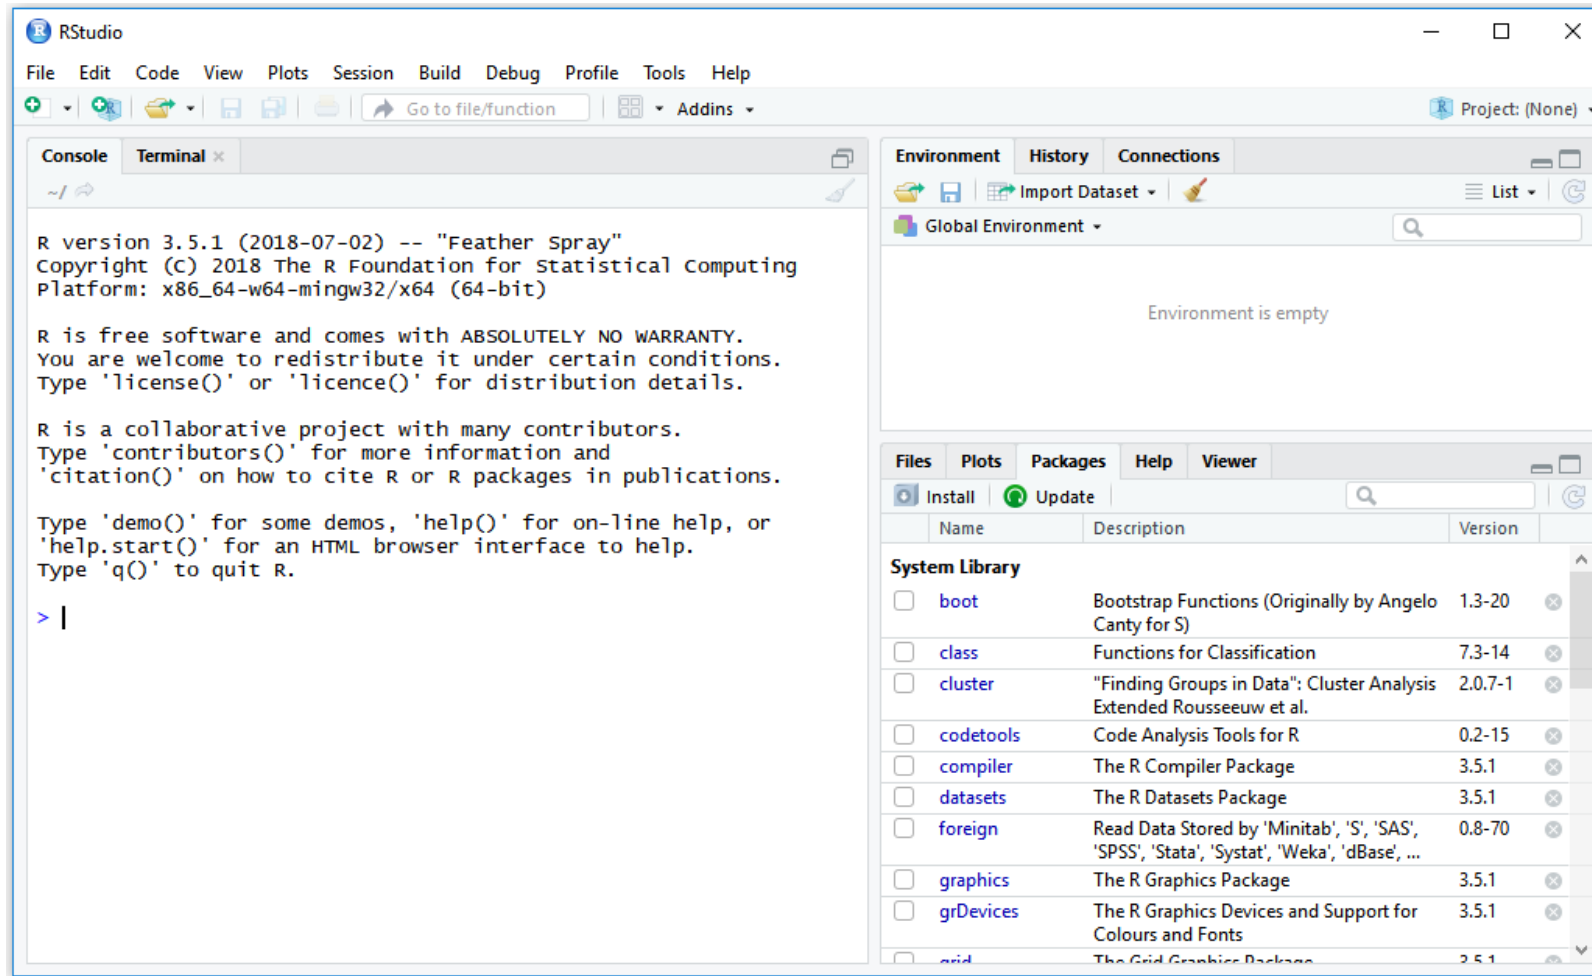 RStudio
File Edit Code View Plots Session Build Debug Profile Tools Help
Go to file/function Addins Project: (None)
Console Terminal
~/
R version 3.5.1 (2018-07-02) -- "Feather Spray"
Copyright (C) 2018 The R Foundation for Statistical Computing
Platform: x86_64-w64-mingw32/x64 (64-bit)
R is free software and comes with ABSOLUTELY NO WARRANTY.
You are welcome to redistribute it under certain conditions.
Type 'license()' or 'licence()' for distribution details.
R is a collaborative project with many contributors.
Type 'contributors()' for more information and
'citation()' on how to cite R or R packages in publications.
Type 'demo()' for some demos, 'help()' for on-line help, or
'help.start()' for an HTML browser interface to help.
Type 'q()' to quit R.
>
Environment History Connections
Import Dataset List
Global Environment
Environment is empty
Files Plots Packages Help Viewer
Install Update
Name Description Version
System Library
boot Bootstrap Functions (Originally by Angelo 1.3-20
Canty for S)
class Functions for Classification 7.3-14
cluster "Finding Groups in Data": Cluster Analysis 2.0.7-1
Extended Rousseeuw et al.
codetools Code Analysis Tools for R 0.2-15
compiler The R Compiler Package 3.5.1
datasets The R Datasets Package 3.5.1
foreign Read Data Stored by 'Minitab', 'S', 'SAS', 0.8-70
'SPSS', 'Stata', 'Systat', 'Weka', 'dBase', ...
graphics The R Graphics Package 3.5.1
grDevices The R Graphics Devices and Support for 3.5.1
Colours and Fonts
grid The Grid Graphics Package 3.5.1